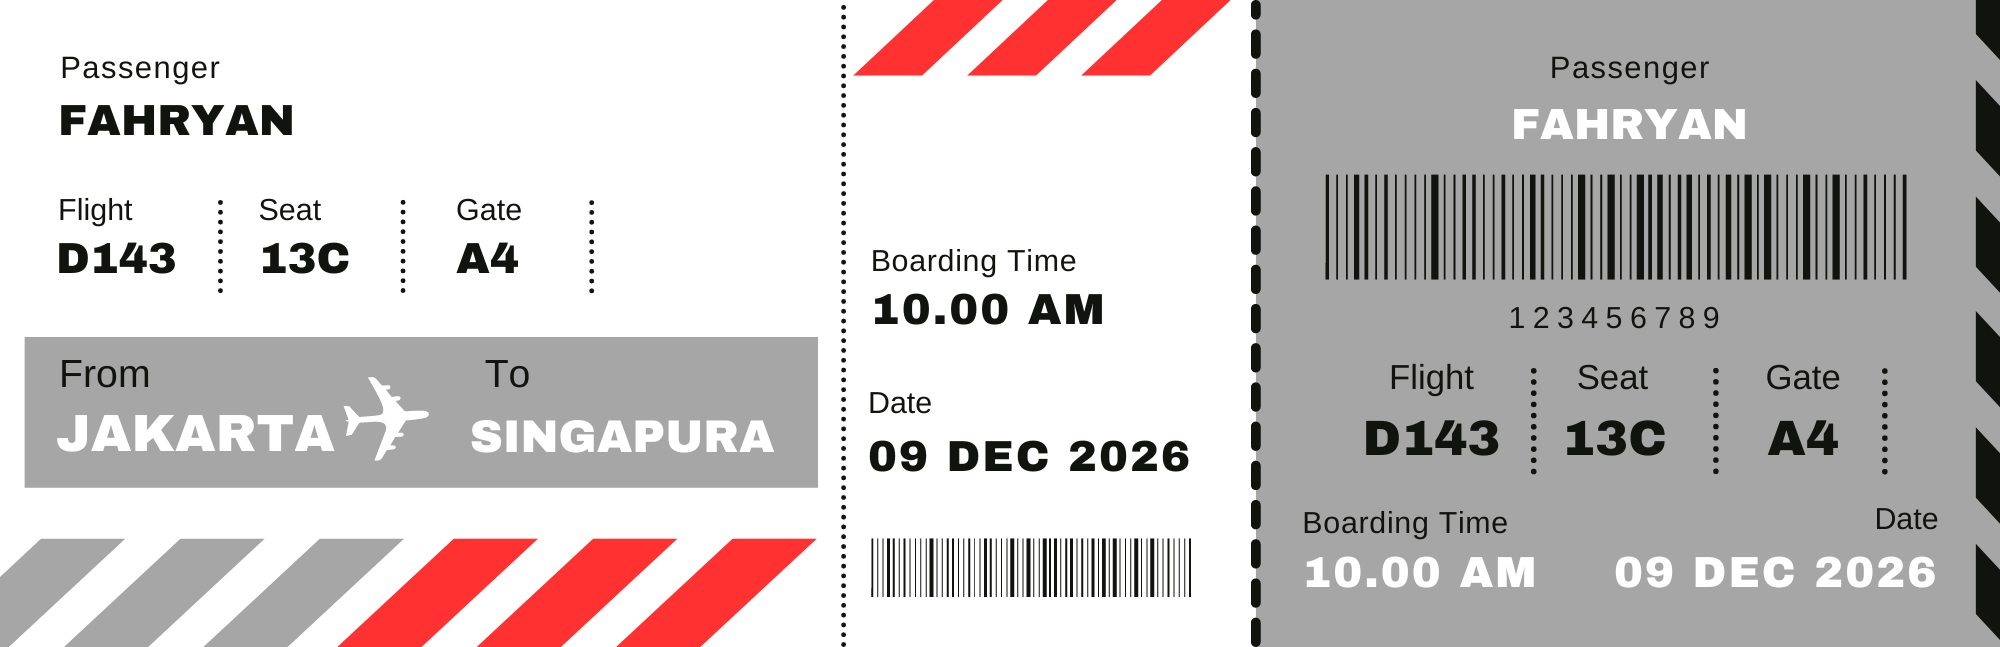 Passenger
FAHRYAN
Flight Seat Gate
D143 13C A4
From To
JAKARTA SINGAPURA
Boarding Time
10.00 AM
Date
09 DEC 2026
Passenger
FAHRYAN
123456789
Flight Seat Gate
D143 13C A4
Boarding Time Date
10.00 AM 09 DEC 2026